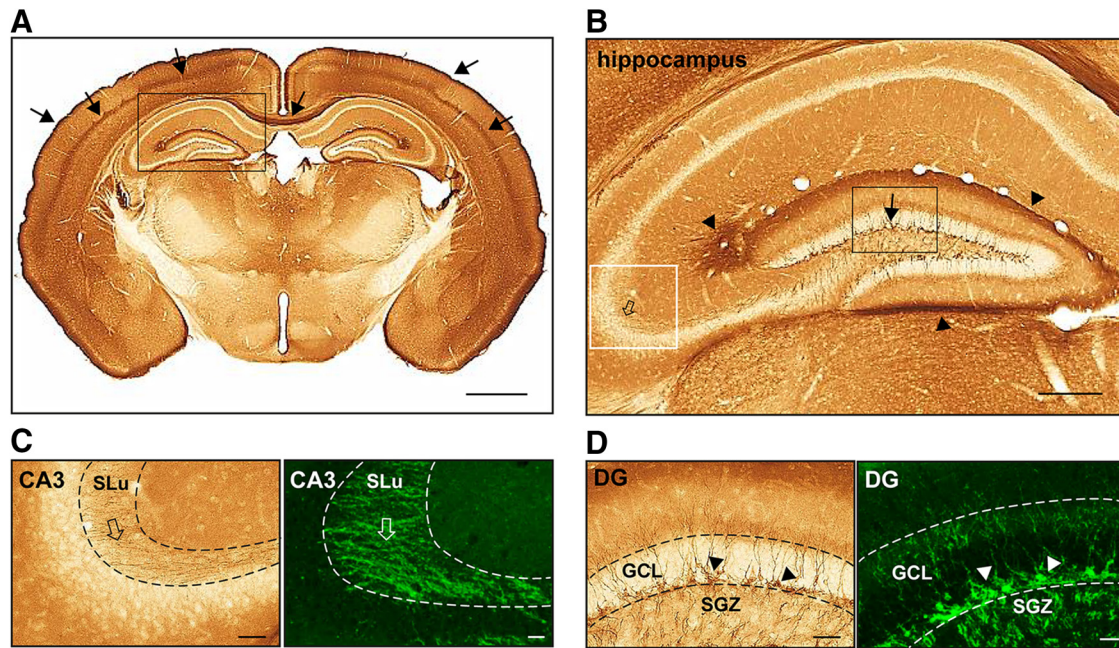 A
B
hippocampus
C
CA3
SLu
CA3
SLu
D
DG
GCL
SGZ
DG
GCL
SGZ